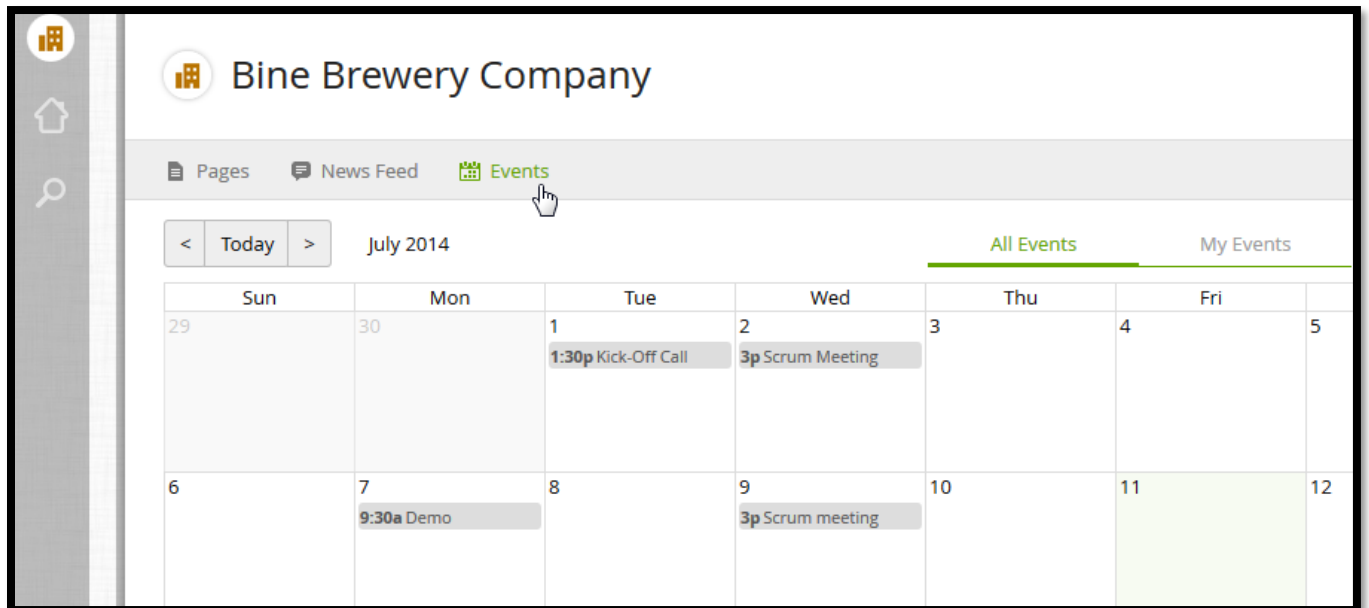 Bine Brewery Company
Pages News Feed Events
< Today > July 2014 All Events My Events
Sun Mon Tue Wed Thu Fri
29 30 1 2 3 4 5
1:30p Kick-Off Call 3p Scrum Meeting
6 7 8 9 10 11 12
9:30a Demo 3p Scrum meeting